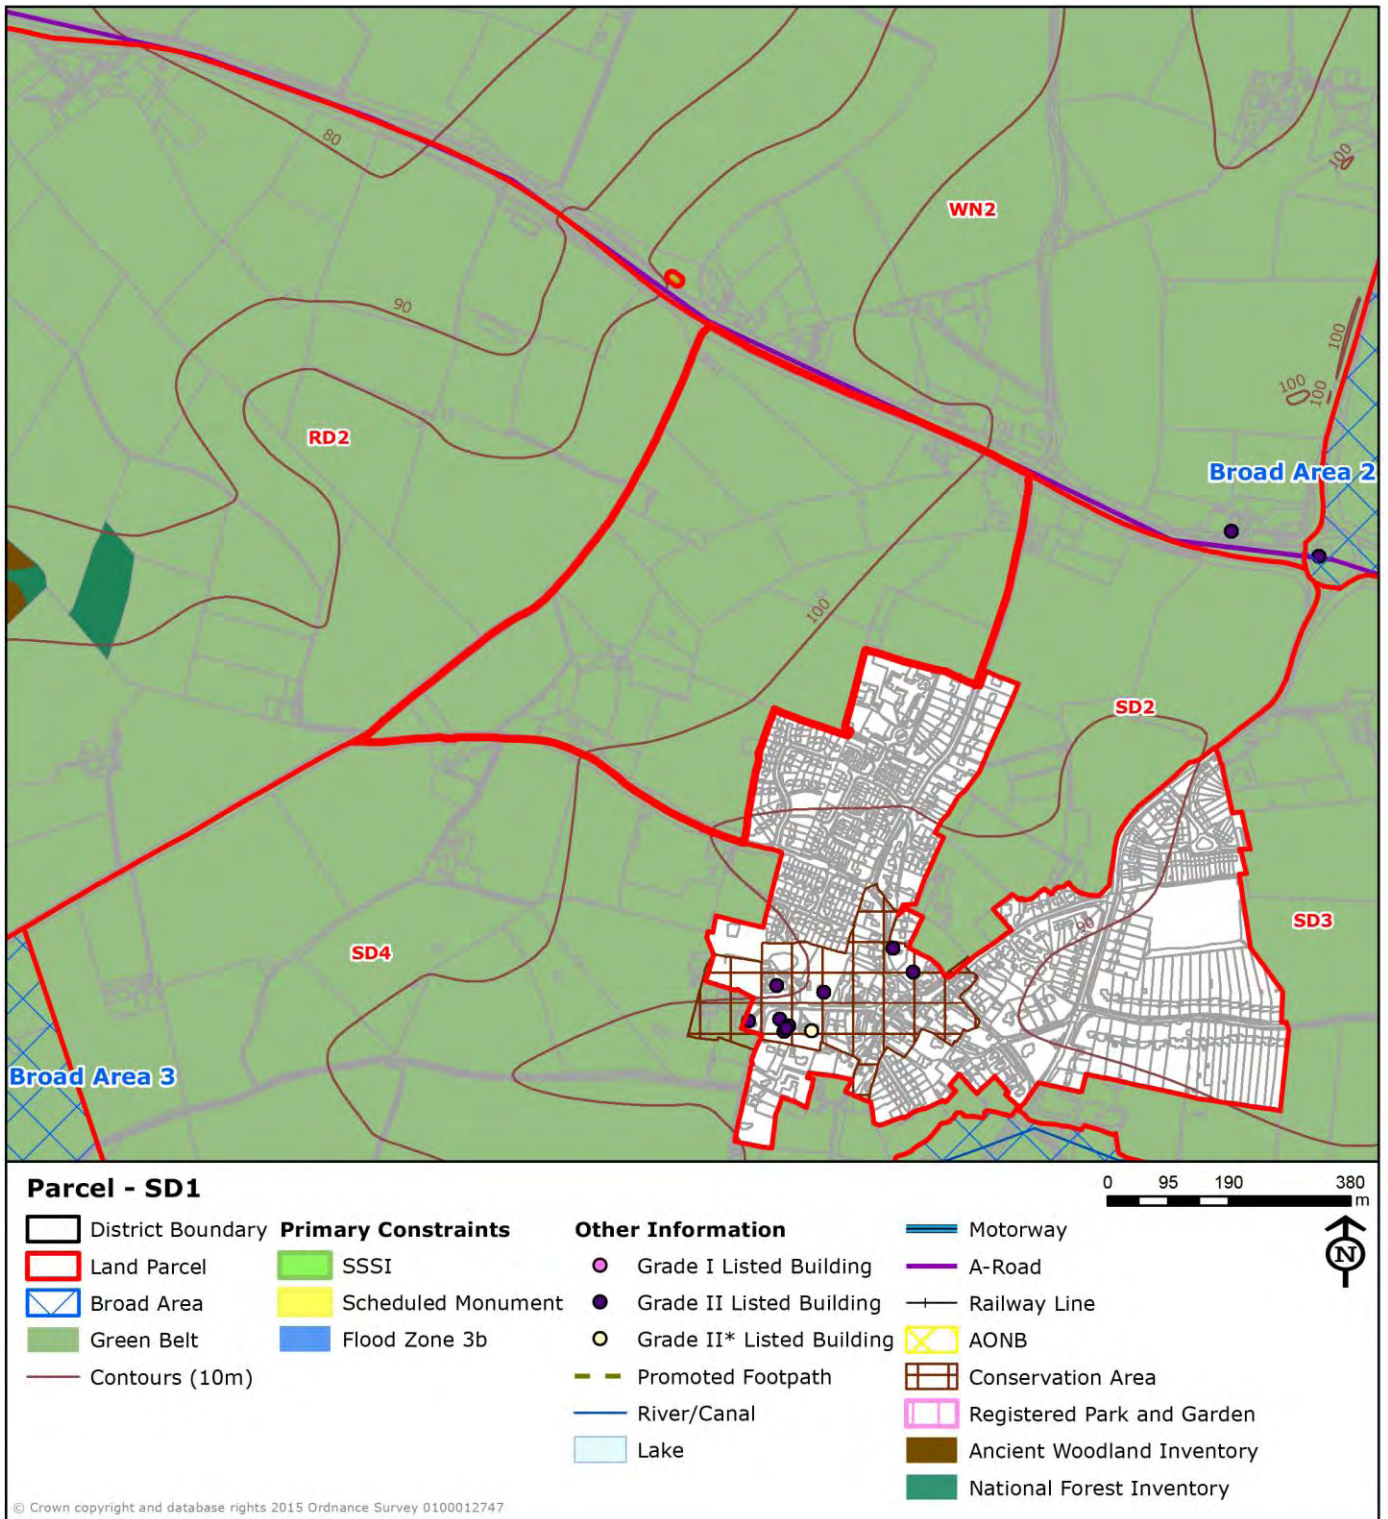 80
WN2
90
100
100
100
100
RD2
Broad Area 2
100
SD2
SD3
90
SD4
Broad Area 3
Parcel - SD1
0 95 190 380
m
District Boundary
Land Parcel
Broad Area
Green Belt
Contours (10m)
Primary Constraints
SSSI
Scheduled Monument
Flood Zone 3b
Other Information
Grade I Listed Building
Grade II Listed Building
Grade II* Listed Building
Promoted Footpath
River/Canal
Lake
Motorway
A-Road
Railway Line
AONB
Conservation Area
Registered Park and Garden
Ancient Woodland Inventory
National Forest Inventory
N
© Crown copyright and database rights 2015 Ordnance Survey 0100012747